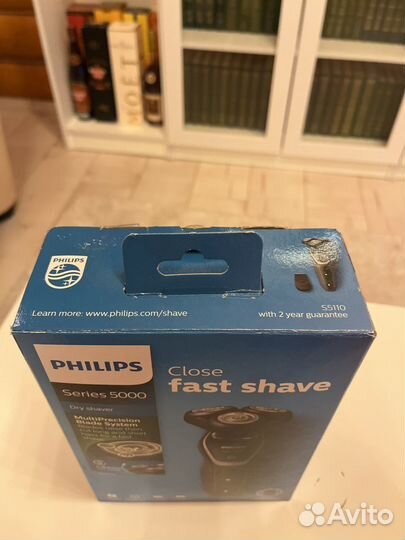 MOËT
PHILIPS
Learn more: www.philips.com/shave
S5110
with 2 year guarantee
PHILIPS
Series 5000
Dry shaver
MultiPrecision
Blade System
Close
fast shave
Avito